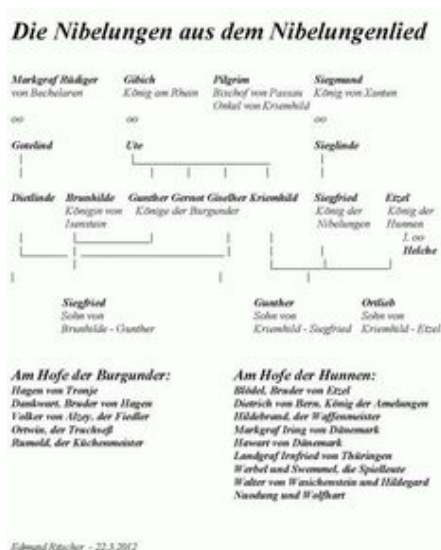 Die Nibelungen aus dem Nibelungenlied
Markgraf Rüdiger Gibich Pilgrim Siegmund
von Bechelaren König am Rhein Bischof von Passau König von Xanten
Onkel von Kriemhild
oo oo oo
Gotelind Ute Sieglinde
Dietlinde Brunhilde Gunther Gernot Giselher Kriemhild Siegfried Etzel
Königin von Könige der Burgunder König der König der
Isenstein Nibelungen Hunnen
1. oo
Helche
Siegfried Gunther Ortlieb
Sohn von Sohn von Sohn von
Brunhilde - Gunther Kriemhild - Siegfried Kriemhild - Etzel
Am Hofe der Burgunder:
Hagen von Tronje
Dankwart, Bruder von Hagen
Volker von Alzey, der Fiedler
Ortwin, der Truchseß
Rumold, der Küchenmeister
Am Hofe der Hunnen:
Blödel, Bruder von Etzel
Dietrich von Bern, König der Amelungen
Hildebrand, der Waffenmeister
Markgraf Iring von Dänemark
Hawart von Dänemark
Landgraf Irnfried von Thüringen
Werbel und Swemmel, die Spielleute
Walter von Wasichenstein und Hildegard
Nuodung und Wolfhart
Edmund Ritscher - 22.3.2012